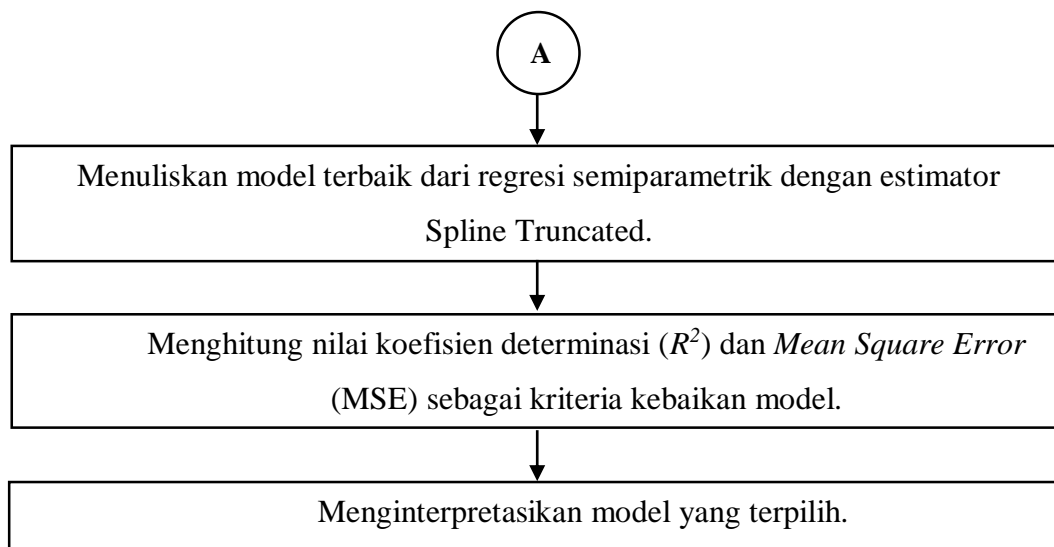 A
Menuliskan model terbaik dari regresi semiparametrik dengan estimator
Spline Truncated.
Menghitung nilai koefisien determinasi (R²) dan Mean Square Error
(MSE) sebagai kriteria kebaikan model.
Menginterpretasikan model yang terpilih.